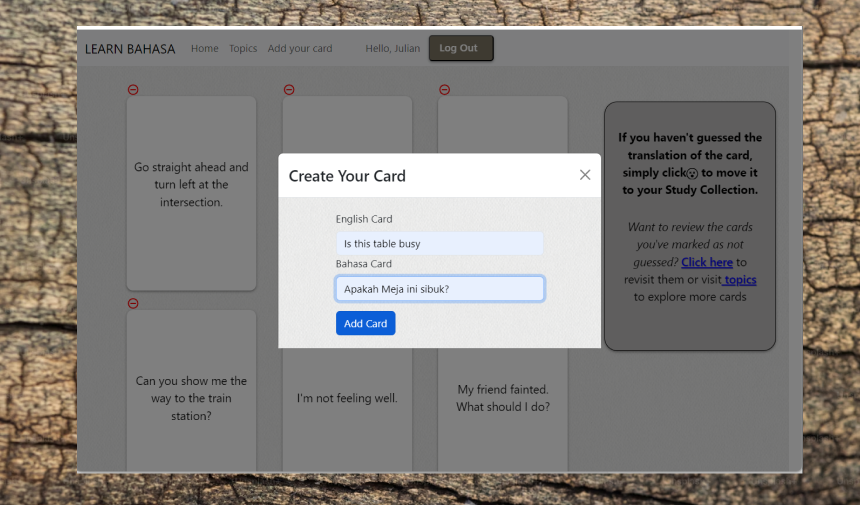 LEARN BAHASA Home Topics Add your card Hello, Julian Log Out
Go straight ahead and
turn left at the
intersection.
Create Your Card
English Card
Is this table busy
Bahasa Card
Apakah Meja ini sibuk?
Add Card
If you haven't guessed the
translation of the card,
simply click to move it
to your Study Collection.
Want to review the cards
you've marked as not
guessed? Click here to
revisit them or visit topics
to explore more cards
Can you show me the
way to the train
station?
I'm not feeling well.
My friend fainted.
What should I do?